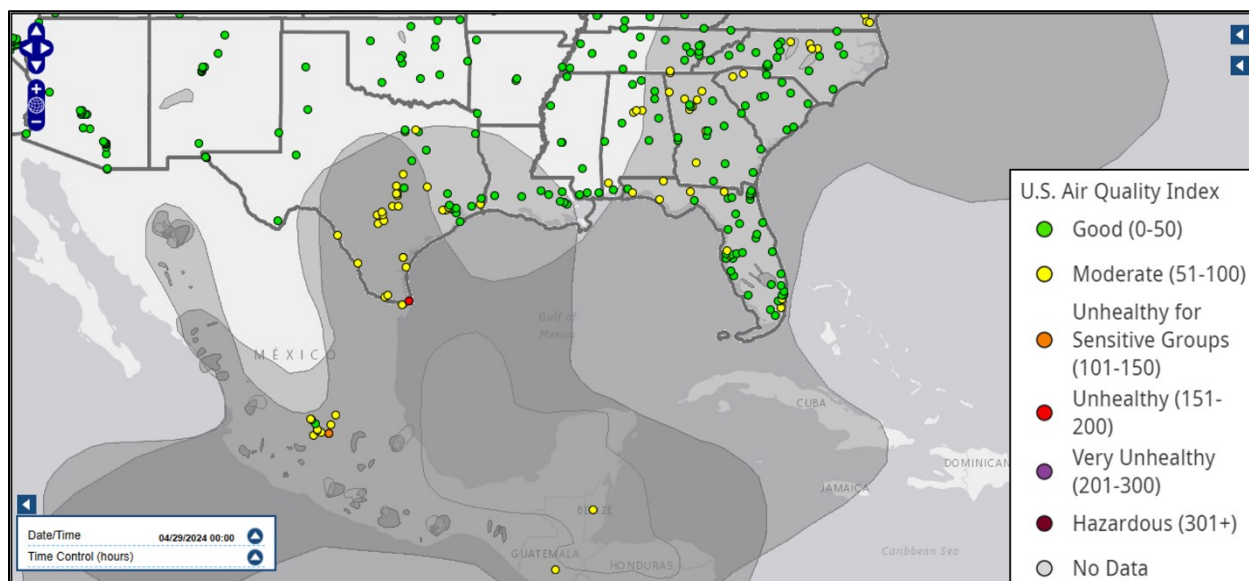 U.S. Air Quality Index
Good (0-50)
Moderate (51-100)
Unhealthy for
Sensitive Groups
(101-150)
Unhealthy (151-
200)
Very Unhealthy
(201-300)
Hazardous (301+)
No Data
Gulf of
Mexico
MÉXICO
CUBA
DOMINICAN
JAMAICA
BELIZE
GUATEMALA
HONDURAS
Caribbean Sea
Date/Time 04/29/2024 00:00
Time Control (hours)